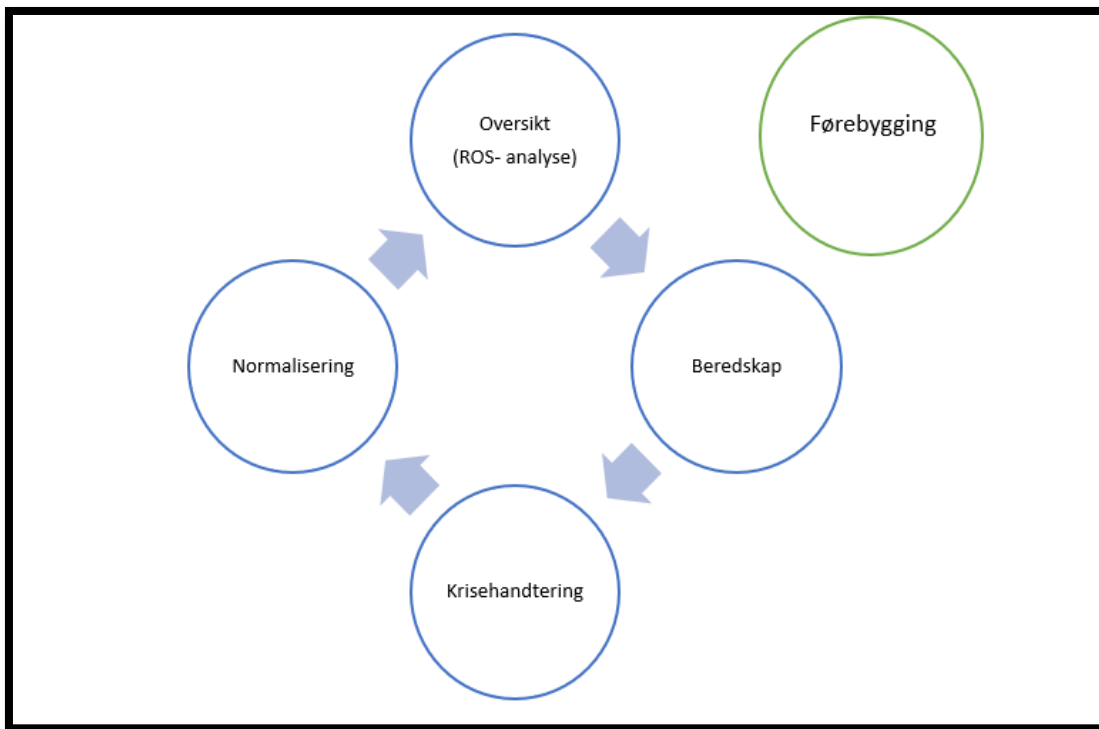 Oversikt
(ROS- analyse)
Førebygging
Normalisering
Beredskap
Krisehandtering